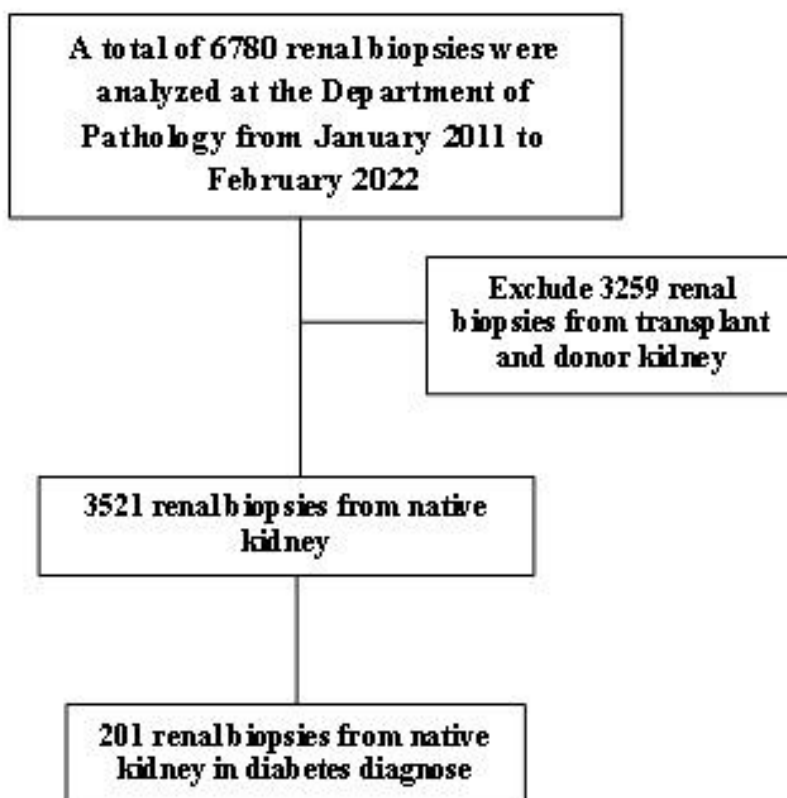 A total of 6780 renal biopsies were
analyzed at the Department of
Pathology from January 2011 to
February 2022
Exclude 3259 renal
biopsies from transplant
and donor kidney
3521 renal biopsies from native
kidney
201 renal biopsies from native
kidney in diabetes diagnose